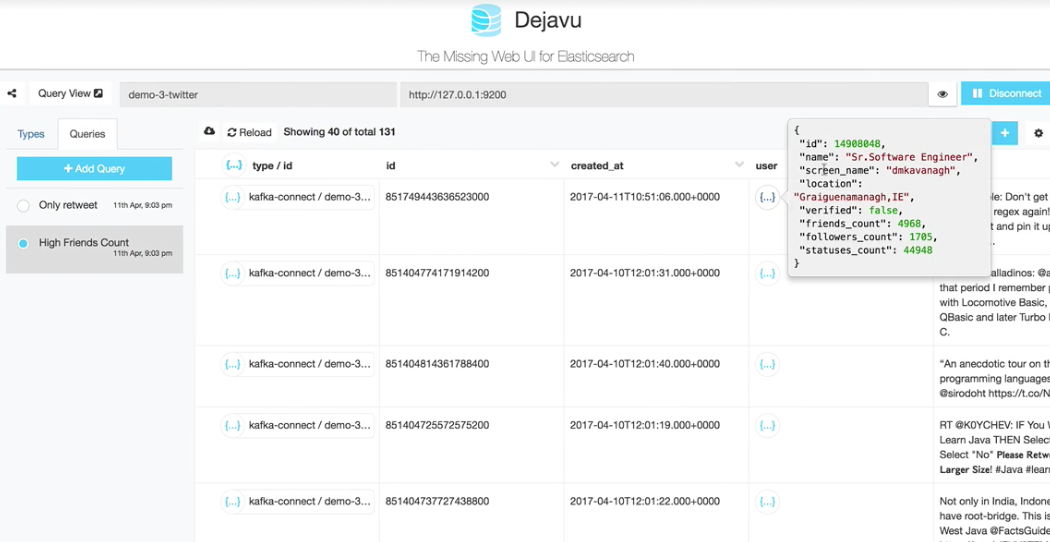 Dejavu
The Missing Web UI for Elasticsearch
Query View
demo-3-twitter
http://127.0.0.1:9200
Disconnect
Types
Queries
Reload
Showing 40 of total 131
+ Add Query
Only retweet
11th Apr, 9:03 pm
High Friends Count
11th Apr, 9:03 pm
{...} type / id
id
created_at
user
{
"id": 14908048,
"name": "Sr.Software Engineer",
"screen_name": "dmkavanagh",
"location":
"Graiguenamanagh,IE",
"verified": false,
"friends_count": 4968,
"followers_count": 1705,
"statuses_count": 44948
}
{...} kafka-connect / demo-3...
851749443636523000
2017-04-11T10:51:06.000+0000
{...}
le: Don't get
regex again!
t and pin it up
{...} kafka-connect / demo-3...
851404774171914200
2017-04-10T12:01:31.000+0000
{...}
alladinos: @a
that period I remember
with Locomotive Basic,
QBasic and later Turbo
C.
{...} kafka-connect / demo-3...
851404814361788400
2017-04-10T12:01:40.000+0000
{...}
“An anecdotic tour on th
programming languages
@sirodoht https://t.co/N
{...} kafka-connect / demo-3...
851404725572575200
2017-04-10T12:01:19.000+0000
{...}
RT @K0YCHEV: IF You W
Learn Java THEN Select
Select "No" Please Retwe
Larger Size! #Java #learn
{...} kafka-connect / demo-3...
851404737727438800
2017-04-10T12:01:22.000+0000
{...}
Not only in India, Indone
have root-bridge. This is
West Java @FactsGuide